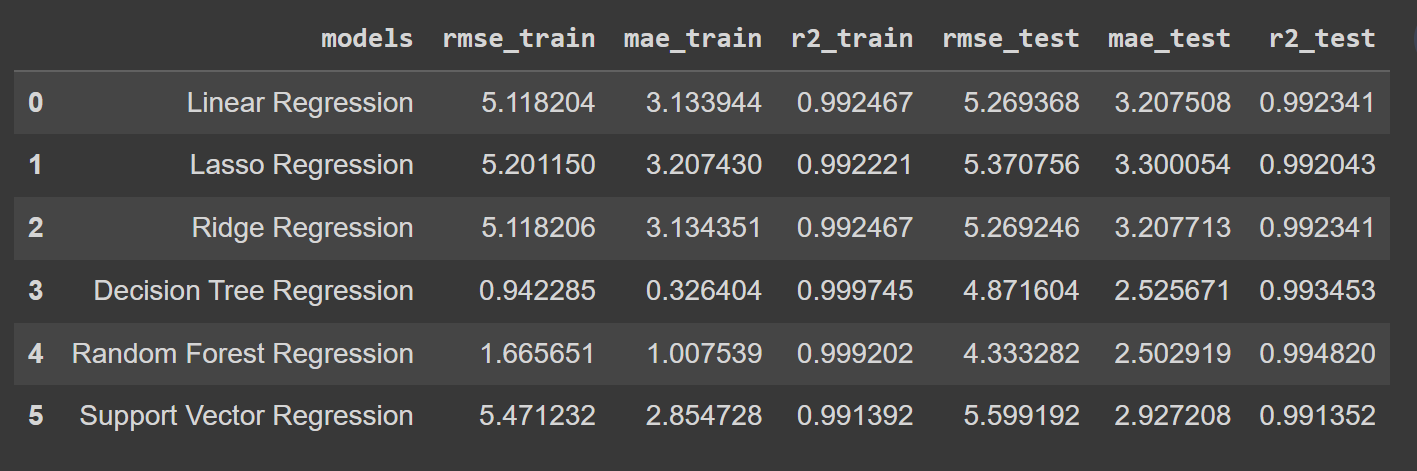 models rmse_train mae_train r2_train rmse_test mae_test r2_test
0 Linear Regression 5.118204 3.133944 0.992467 5.269368 3.207508 0.992341
1 Lasso Regression 5.201150 3.207430 0.992221 5.370756 3.300054 0.992043
2 Ridge Regression 5.118206 3.134351 0.992467 5.269246 3.207713 0.992341
3 Decision Tree Regression 0.942285 0.326404 0.999745 4.871604 2.525671 0.993453
4 Random Forest Regression 1.665651 1.007539 0.999202 4.333282 2.502919 0.994820
5 Support Vector Regression 5.471232 2.854728 0.991392 5.599192 2.927208 0.991352